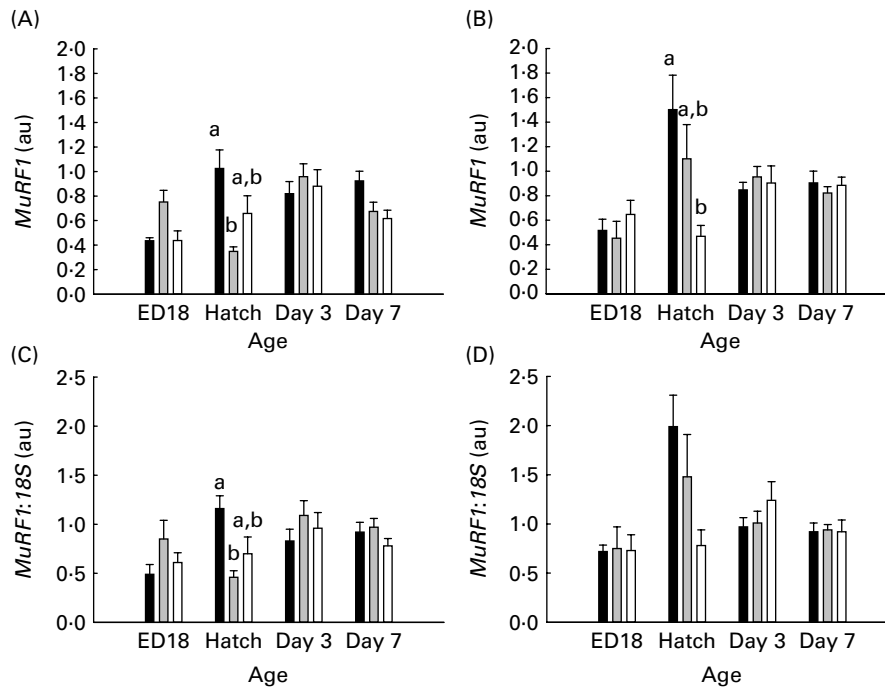 (A)
MuRF1 (au)
2·0
1·8
1·6
1·4
1·2
1·0
0·8
0·6
0·4
0·2
0·0
a
b
a,b
ED18 Hatch Day 3 Day 7
Age
(B)
MuRF1 (au)
2·0
1·8
1·6
1·4
1·2
1·0
0·8
0·6
0·4
0·2
0·0
a
a,b
b
ED18 Hatch Day 3 Day 7
Age
(C)
MuRF1:18S (au)
2·5
2·0
1·5
1·0
0·5
0·0
a
b
a,b
ED18 Hatch Day 3 Day 7
Age
(D)
MuRF1:18S (au)
2·5
2·0
1·5
1·0
0·5
0·0
ED18 Hatch Day 3 Day 7
Age